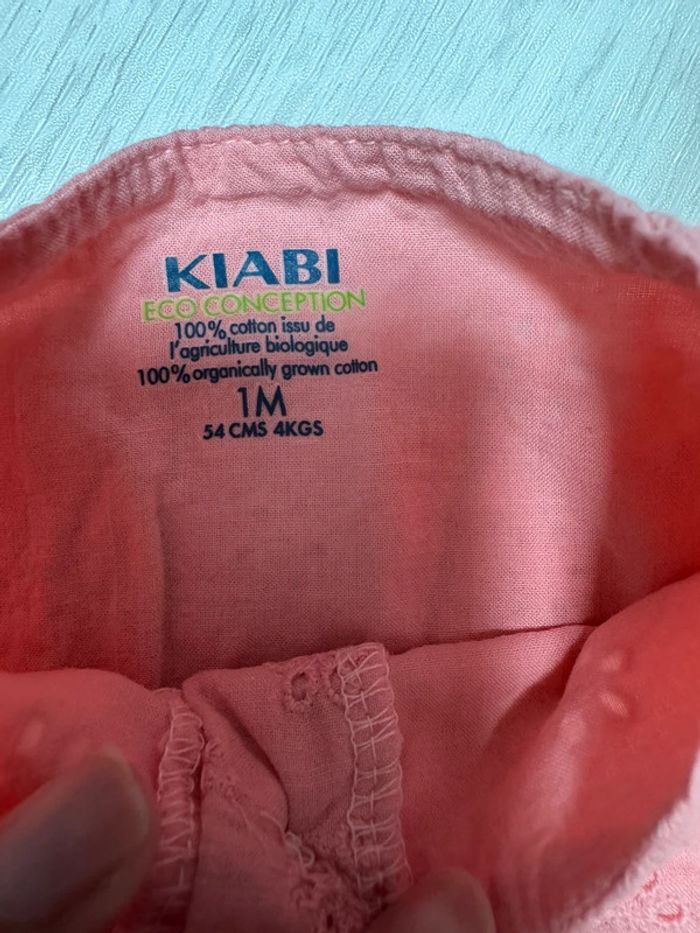 KIABI
ECO CONCEPTION
100% cotton issu de
l'agriculture biologique
100% organically grown cotton
1M
54 CMS 4KGS